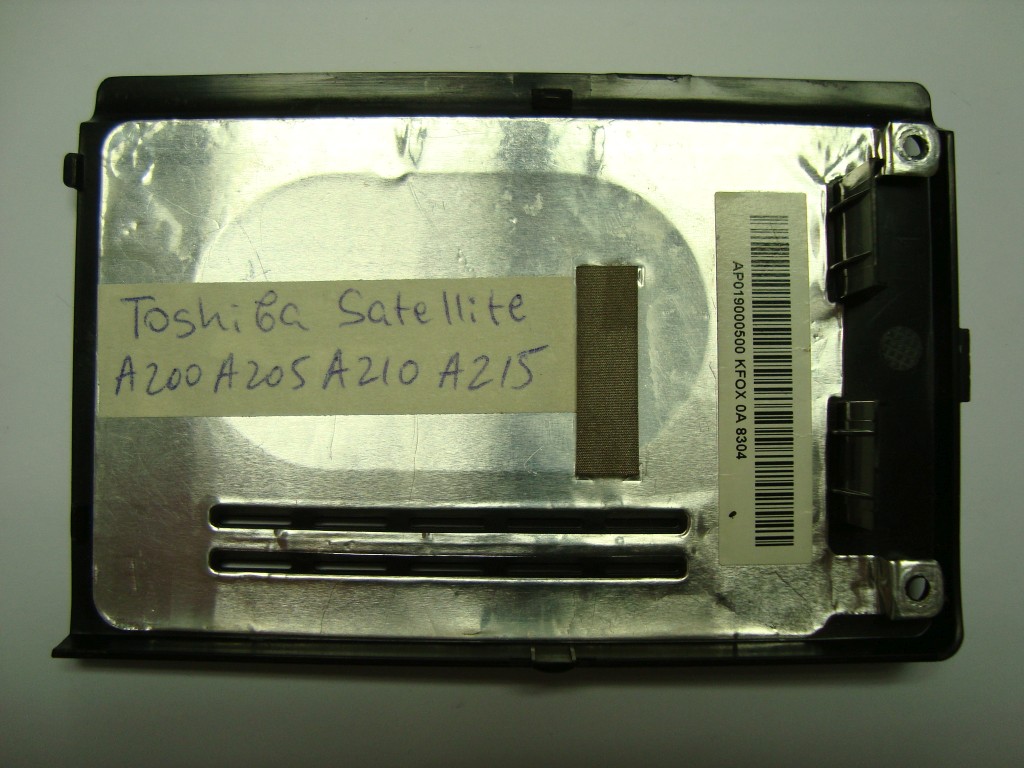 Toshiba Satellite
A200 A205 A210 A215
AP019000500 KFOX 0A 8304